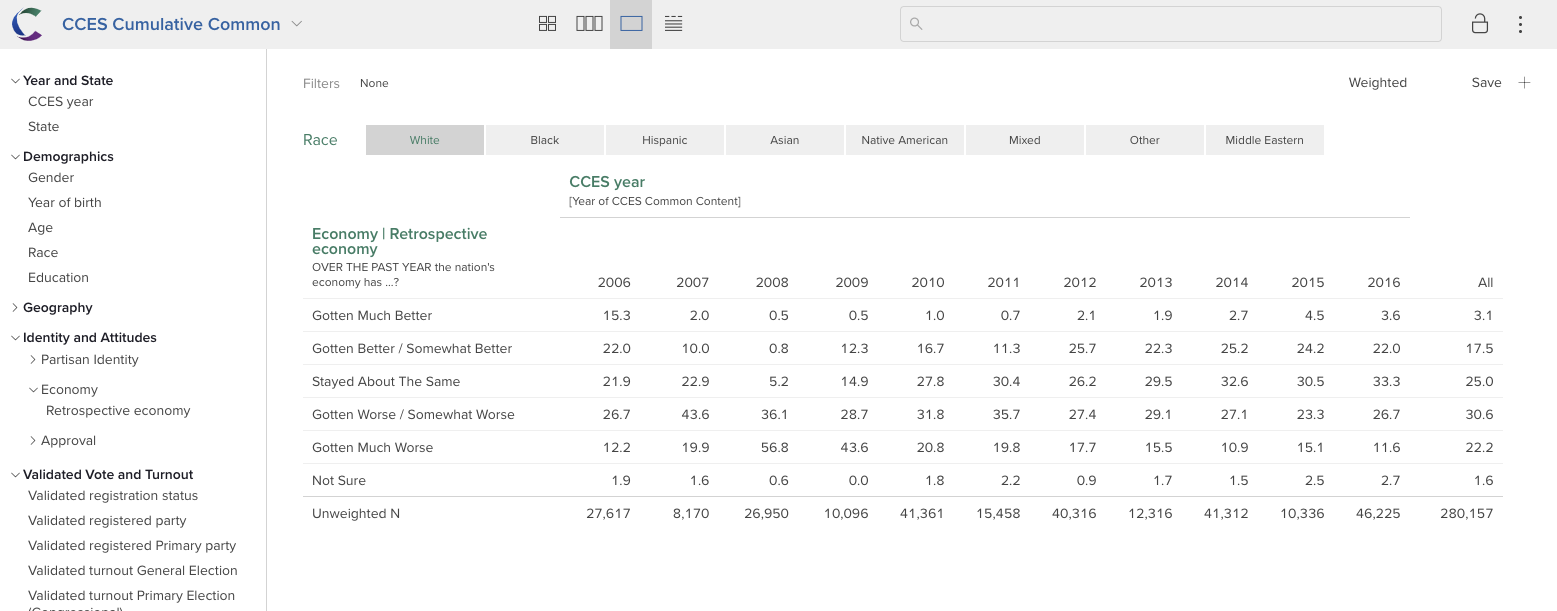 CCES Cumulative Common
Year and State
CCES year
State
Demographics
Gender
Year of birth
Age
Race
Education
Geography
Identity and Attitudes
Partisan Identity
Economy
Retrospective economy
Approval
Validated Vote and Turnout
Validated registration status
Validated registered party
Validated registered Primary party
Validated turnout General Election
Validated turnout Primary Election
(Congressional)
Filters None Weighted Save
Race White Black Hispanic Asian Native American Mixed Other Middle Eastern
CCES year
[Year of CCES Common Content]
Economy | Retrospective
economy
OVER THE PAST YEAR the nation's
economy has ...? 2006 2007 2008 2009 2010 2011 2012 2013 2014 2015 2016 All
Gotten Much Better 15.3 2.0 0.5 0.5 1.0 0.7 2.1 1.9 2.7 4.5 3.6 3.1
Gotten Better / Somewhat Better 22.0 10.0 0.8 12.3 16.7 11.3 25.7 22.3 25.2 24.2 22.0 17.5
Stayed About The Same 21.9 22.9 5.2 14.9 27.8 30.4 26.2 29.5 32.6 30.5 33.3 25.0
Gotten Worse / Somewhat Worse 26.7 43.6 36.1 28.7 31.8 35.7 27.4 29.1 27.1 23.3 26.7 30.6
Gotten Much Worse 12.2 19.9 56.8 43.6 20.8 19.8 17.7 15.5 10.9 15.1 11.6 22.2
Not Sure 1.9 1.6 0.6 0.0 1.8 2.2 0.9 1.7 1.5 2.5 2.7 1.6
Unweighted N 27,617 8,170 26,950 10,096 41,361 15,458 40,316 12,316 41,312 10,336 46,225 280,157